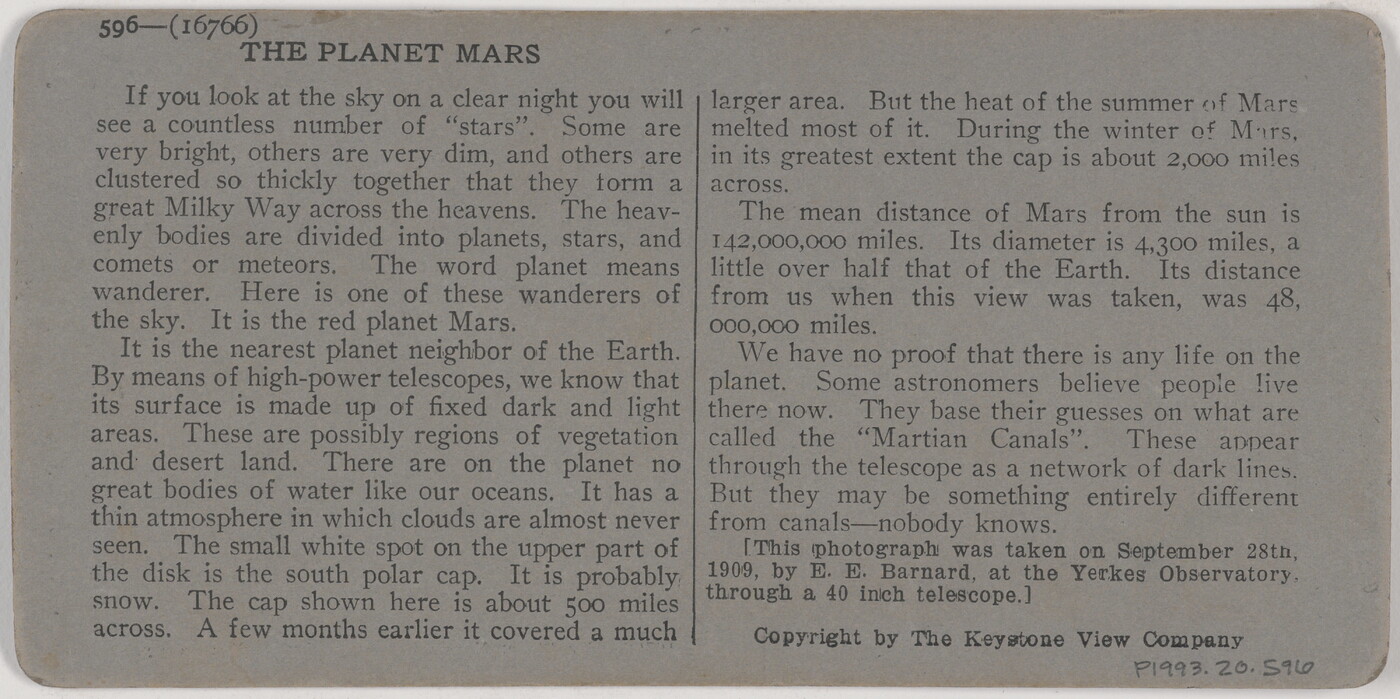 596—(16766)
THE PLANET MARS
If you look at the sky on a clear night you will
see a countless number of "stars". Some are
very bright, others are very dim, and others are
clustered so thickly together that they form a
great Milky Way across the heavens. The heav-
enly bodies are divided into planets, stars, and
comets or meteors. The word planet means
wanderer. Here is one of these wanderers of
the sky. It is the red planet Mars.
It is the nearest planet neighbor of the Earth.
By means of high-power telescopes, we know that
its surface is made up of fixed dark and light
areas. These are possibly regions of vegetation
and desert land. There are on the planet no
great bodies of water like our oceans. It has a
thin atmosphere in which clouds are almost never
seen. The small white spot on the upper part of
the disk is the south polar cap. It is probably
snow. The cap shown here is about 500 miles
across. A few months earlier it covered a much
larger area. But the heat of the summer of Mars
melted most of it. During the winter of Mars,
in its greatest extent the cap is about 2,000 miles
across.
The mean distance of Mars from the sun is
142,000,000 miles. Its diameter is 4,300 miles, a
little over half that of the Earth. Its distance
from us when this view was taken, was 48,
000,000 miles.
We have no proof that there is any life on the
planet. Some astronomers believe people live
there now. They base their guesses on what are
called the "Martian Canals". These appear
through the telescope as a network of dark lines.
But they may be something entirely different
from canals—nobody knows.
[This photograph was taken on September 28th,
1909, by E. E. Barnard, at the Yerkes Observatory,
through a 40 inch telescope.]
Copyright by The Keystone View Company
P1993.20.596